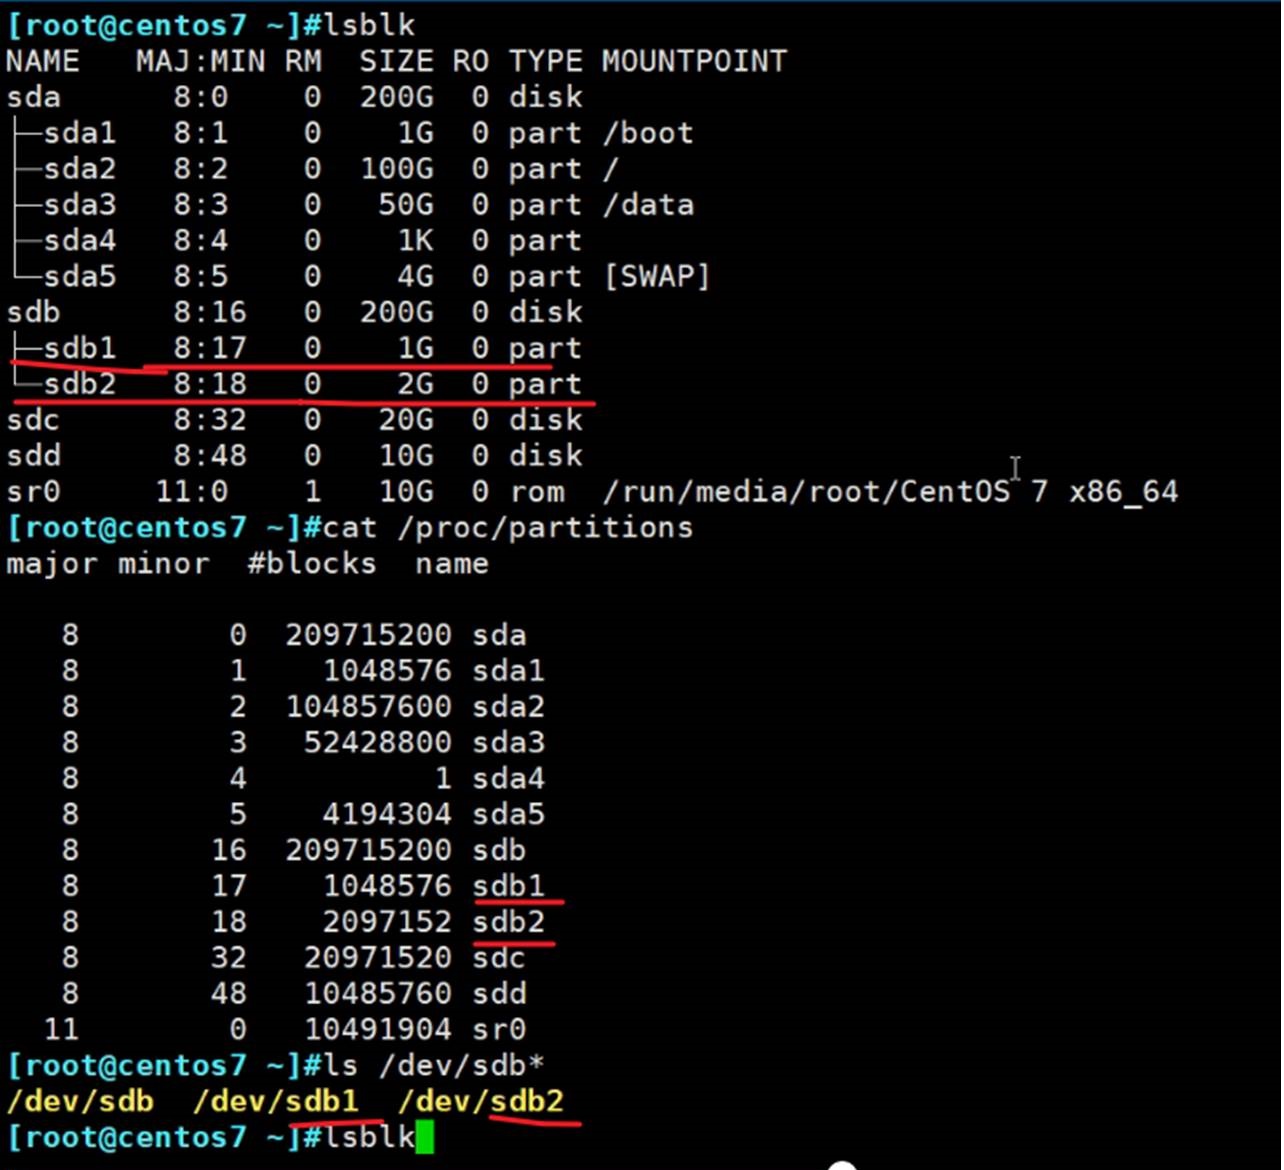 [root@centos7 ~]#lsblk
NAME   MAJ:MIN RM  SIZE RO TYPE MOUNTPOINT
sda      8:0    0  200G  0 disk
├─sda1   8:1    0    1G  0 part /boot
├─sda2   8:2    0  100G  0 part /
├─sda3   8:3    0   50G  0 part /data
├─sda4   8:4    0    1K  0 part
└─sda5   8:5    0    4G  0 part [SWAP]
sdb      8:16   0  200G  0 disk
├─sdb1   8:17   0    1G  0 part
└─sdb2   8:18   0    2G  0 part
sdc      8:32   0   20G  0 disk
sdd      8:48   0   10G  0 disk
sr0     11:0    1   10G  0 rom  /run/media/root/CentOS 7 x86_64
[root@centos7 ~]#cat /proc/partitions
major minor  #blocks  name
   8        0  209715200 sda
   8        1    1048576 sda1
   8        2  104857600 sda2
   8        3   52428800 sda3
   8        4          1 sda4
   8        5    4194304 sda5
   8       16  209715200 sdb
   8       17    1048576 sdb1
   8       18    2097152 sdb2
   8       32   20971520 sdc
   8       48   10485760 sdd
  11        0   10491904 sr0
[root@centos7 ~]#ls /dev/sdb*
/dev/sdb  /dev/sdb1  /dev/sdb2
[root@centos7 ~]#lsblk